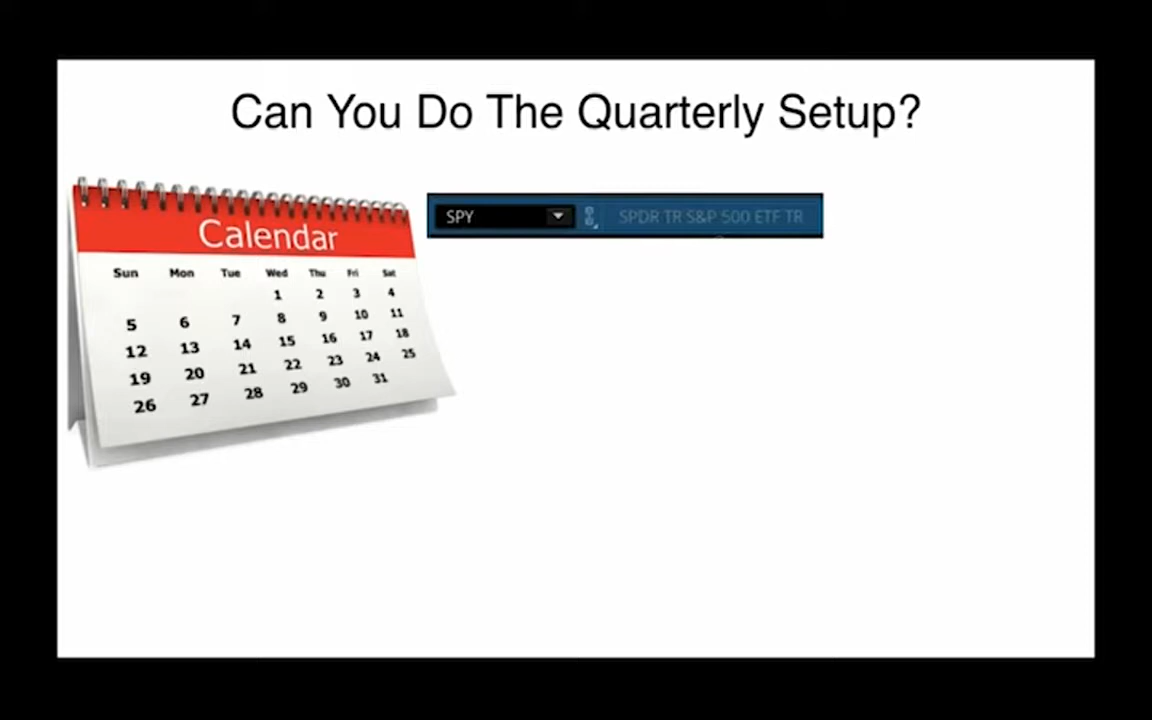 Can You Do The Quarterly Setup?
SPY SPDR TR S&P 500 ETF TR
Calendar
Sun Mon Tue Wed Thu Fri Sat
1 2 3 4
5 6 7 8 9 10 11
12 13 14 15 16 17 18
19 20 21 22 23 24 25
26 27 28 29 30 31